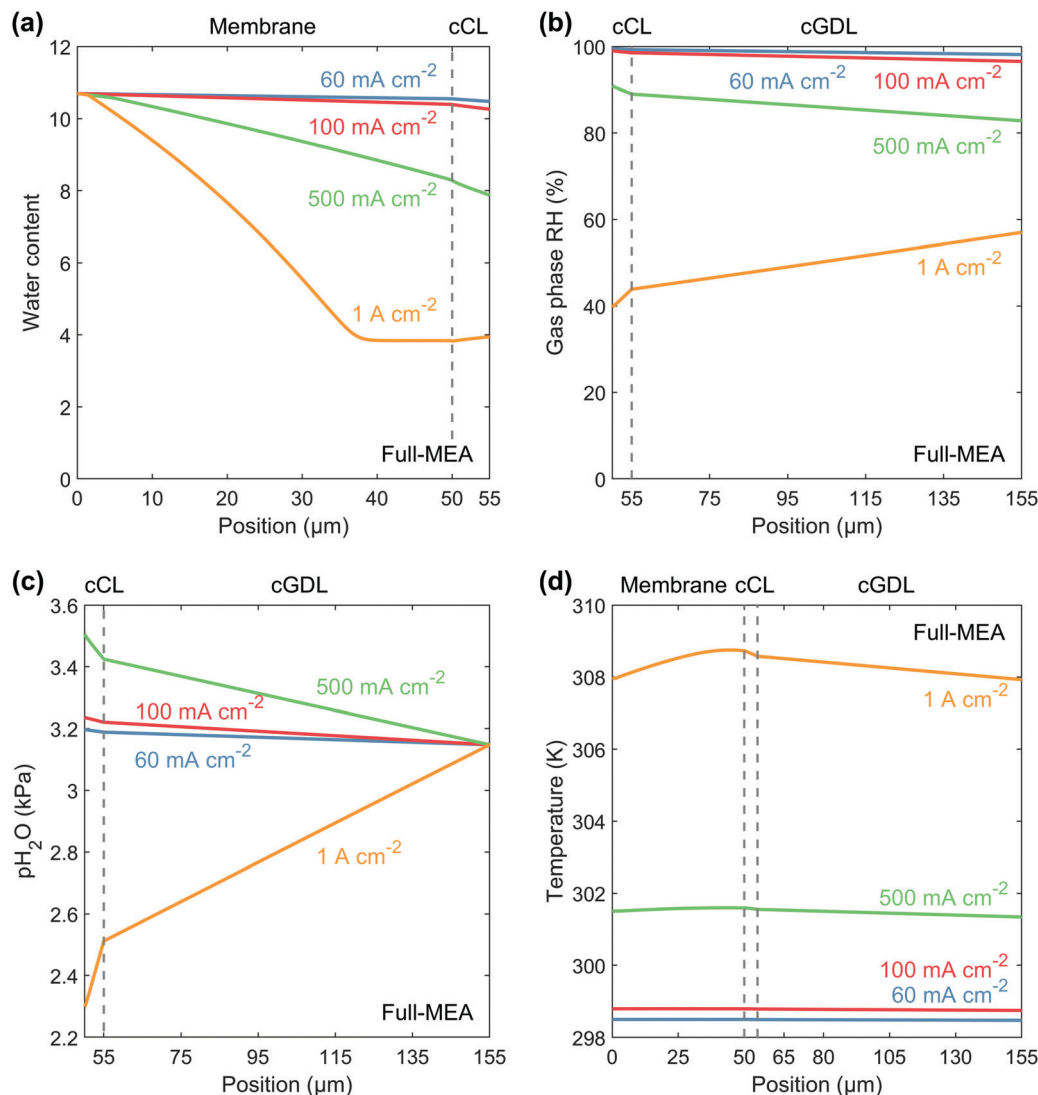 (a)
Membrane
cCL
12
10
8
6
4
2
0
Water content
60 mA cm⁻²
100 mA cm⁻²
500 mA cm⁻²
1 A cm⁻²
Full-MEA
0 10 20 30 40 50 55
Position (µm)
(b)
cCL
cGDL
100
80
60
40
20
0
Gas phase RH (%)
60 mA cm⁻²
100 mA cm⁻²
500 mA cm⁻²
1 A cm⁻²
Full-MEA
55 75 95 115 135 155
Position (µm)
(c)
cCL
cGDL
3.6
3.4
3.2
3
2.8
2.6
2.4
2.2
pH₂O (kPa)
500 mA cm⁻²
100 mA cm⁻²
60 mA cm⁻²
1 A cm⁻²
Full-MEA
55 75 95 115 135 155
Position (µm)
(d)
Membrane
cCL
cGDL
310
308
306
304
302
300
298
Temperature (K)
Full-MEA
1 A cm⁻²
500 mA cm⁻²
100 mA cm⁻²
60 mA cm⁻²
0 25 50 65 80 105 130 155
Position (µm)